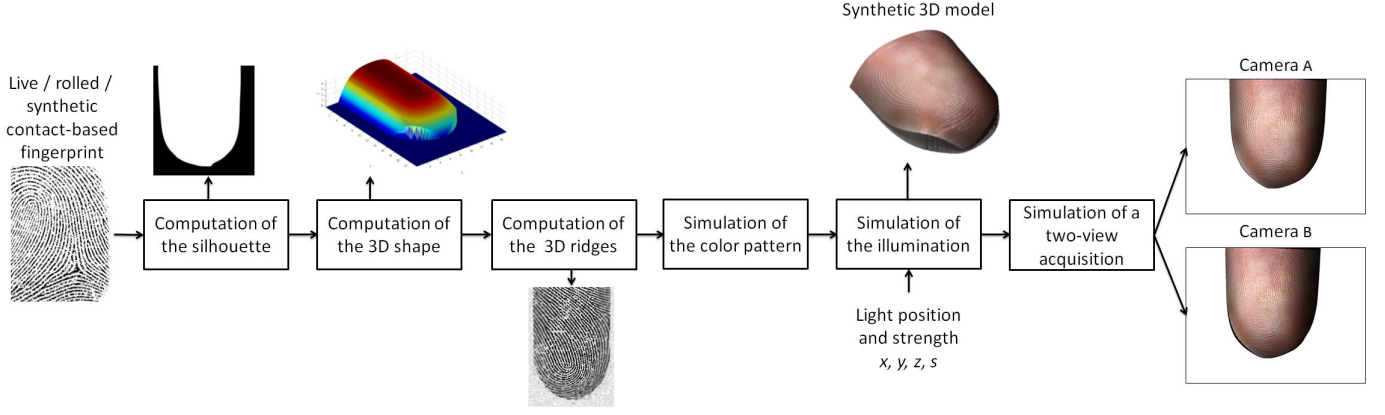 Synthetic 3D model
Live / rolled /
synthetic
contact-based
fingerprint
Computation of
the silhouette
Computation of
the 3D shape
Computation of
the 3D ridges
Simulation of
the color pattern
Simulation of
the illumination
Simulation of a
two-view
acquisition
Camera A
Camera B
Light position
and strength
x, y, z, s